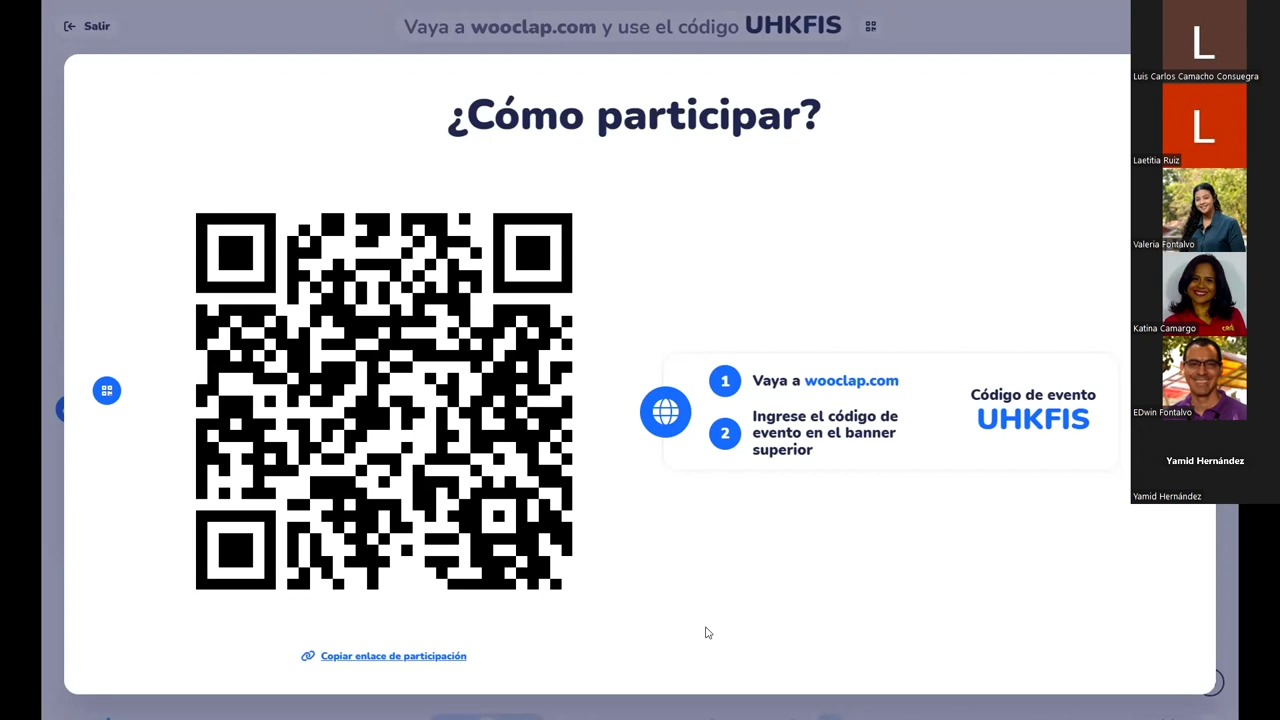 Salir
Vaya a wooclap.com y use el código UHKFIS
¿Cómo participar?
1 Vaya a wooclap.com
2 Ingrese el código de
evento en el banner
superior
Código de evento
UHKFIS
Copiar enlace de participación
L
Luis Carlos Camacho Consuegra
L
Laetitia Ruiz
Valeria Fontalvo
Katina Camargo
EDwin Fontalvo
Yamid Hernández
Yamid Hernández